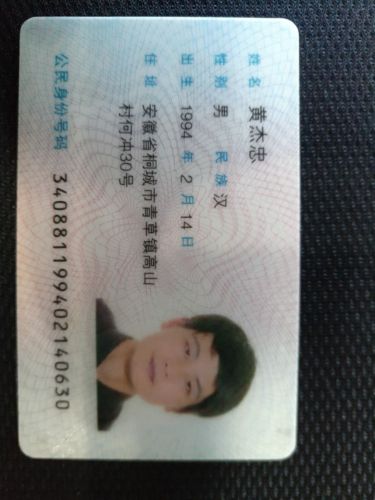 姓名 黄杰忠
性别 男 民族 汉
出生 1994 年 2 月 14 日
住址 安徽省桐城市青草镇高山
村何冲30号
公民身份号码 340881199402140630